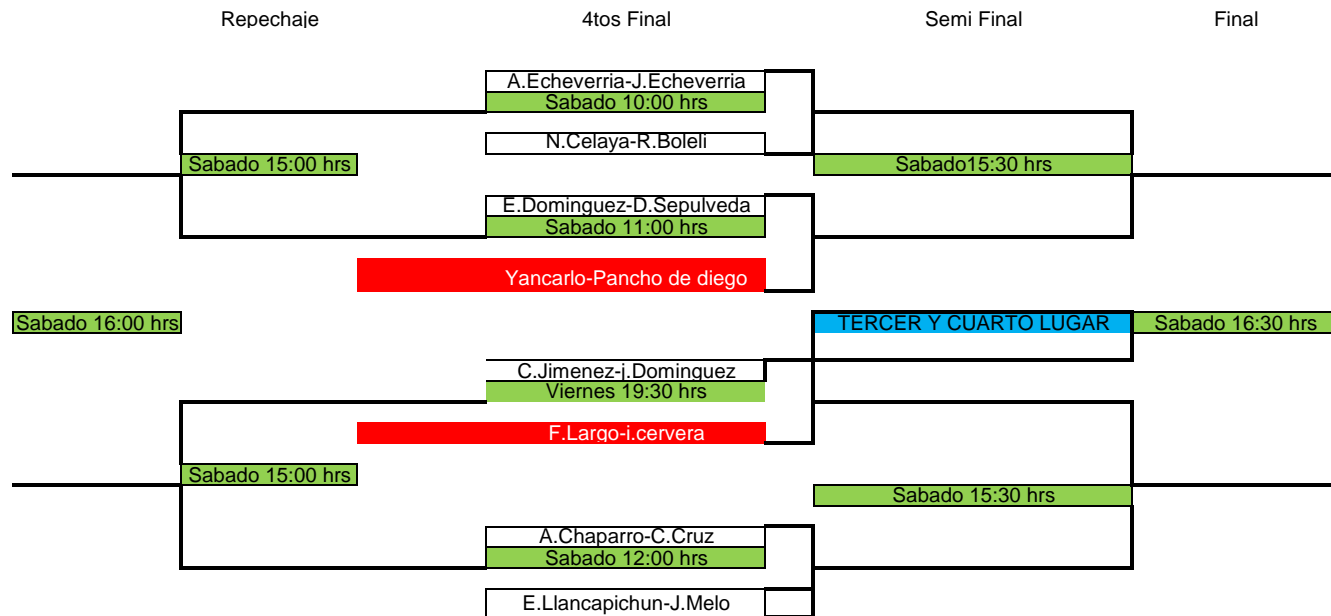 Repechaje 4tos Final Semi Final Final
A.Echeverria-J.Echeverria
Sabado 10:00 hrs
N.Celaya-R.Boleli
Sabado 15:00 hrs
Sabado15:30 hrs
E.Dominguez-D.Sepulveda
Sabado 11:00 hrs
Yancarlo-Pancho de diego
Sabado 16:00 hrs
TERCER Y CUARTO LUGAR
Sabado 16:30 hrs
C.Jimenez-j.Dominguez
Viernes 19:30 hrs
F.Largo-i.cervera
Sabado 15:00 hrs
Sabado 15:30 hrs
A.Chaparro-C.Cruz
Sabado 12:00 hrs
E.Llancapichun-J.Melo